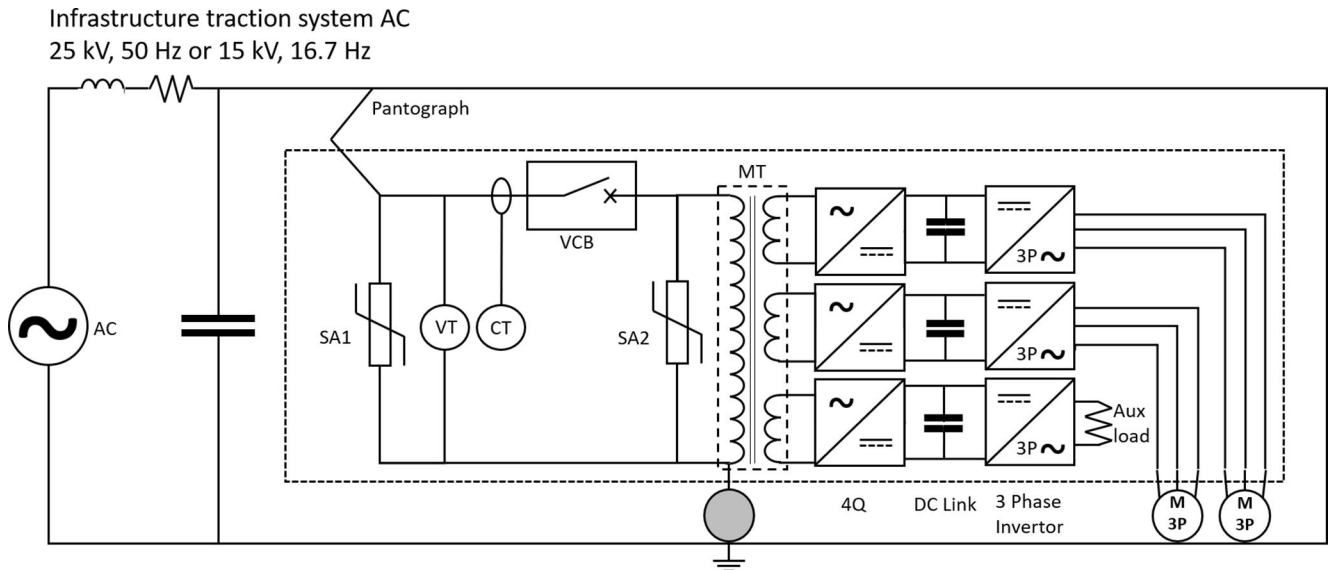 Infrastructure traction system AC
25 kV, 50 Hz or 15 kV, 16.7 Hz
Pantograph
MT
VCB
3P
AC
SA1
VT
CT
SA2
3P
3P
Aux
load
4Q
DC Link
3 Phase
Invertor
M
3P
M
3P